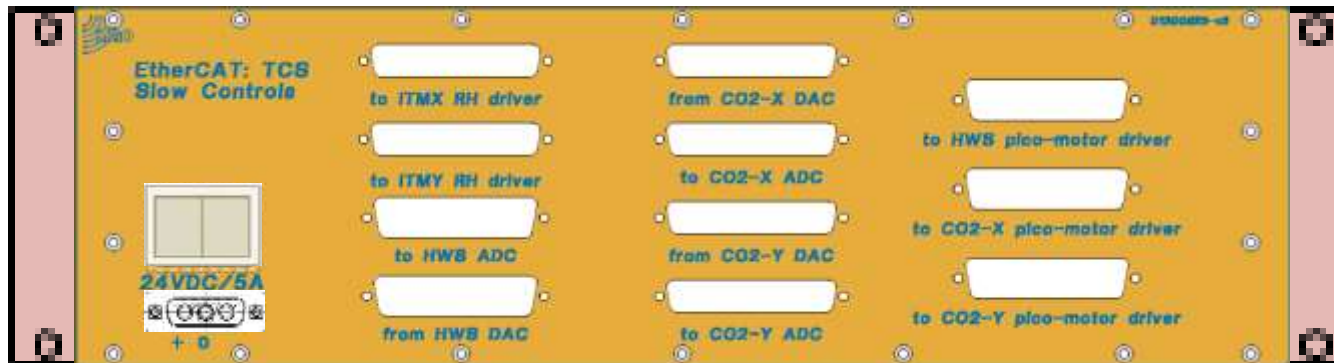 EtherCAT: TCS
Slow Controls
24VDC/5A
+ 0
to ITMX RH driver
to ITMY RH driver
to HWS ADC
from HWS DAC
from CO2-X DAC
to CO2-X ADC
from CO2-Y DAC
to CO2-Y ADC
to HWS pico-motor driver
to CO2-X pico-motor driver
to CO2-Y pico-motor driver